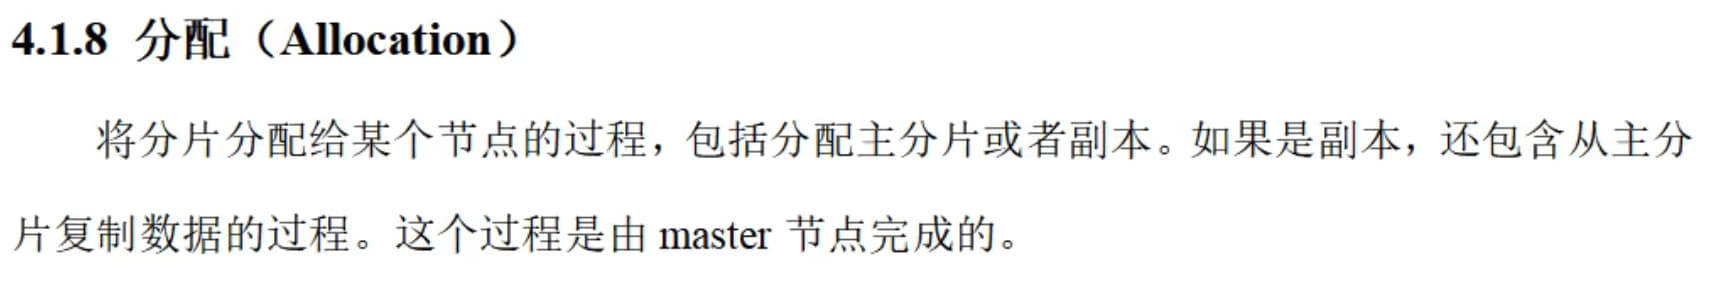 4.1.8 分配（Allocation）
将分片分配给某个节点的过程，包括分配主分片或者副本。如果是副本，还包含从主分
片复制数据的过程。这个过程是由 master 节点完成的。